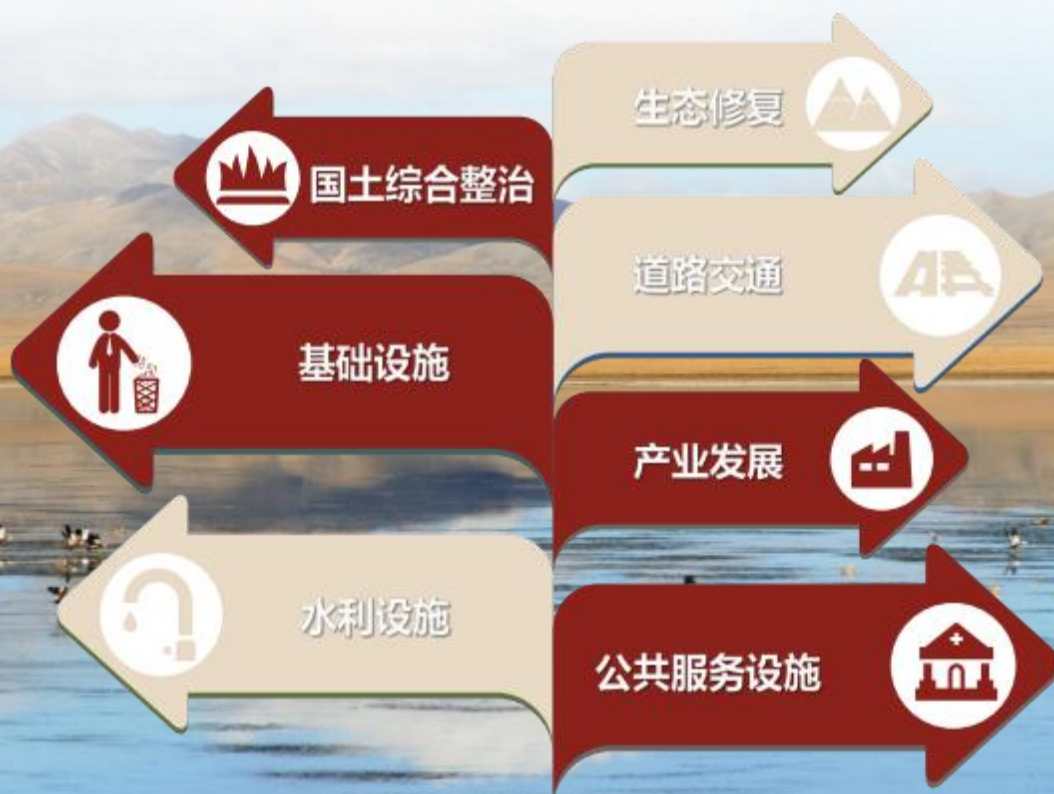 生态修复
国土综合整治
道路交通
基础设施
产业发展
水利设施
公共服务设施